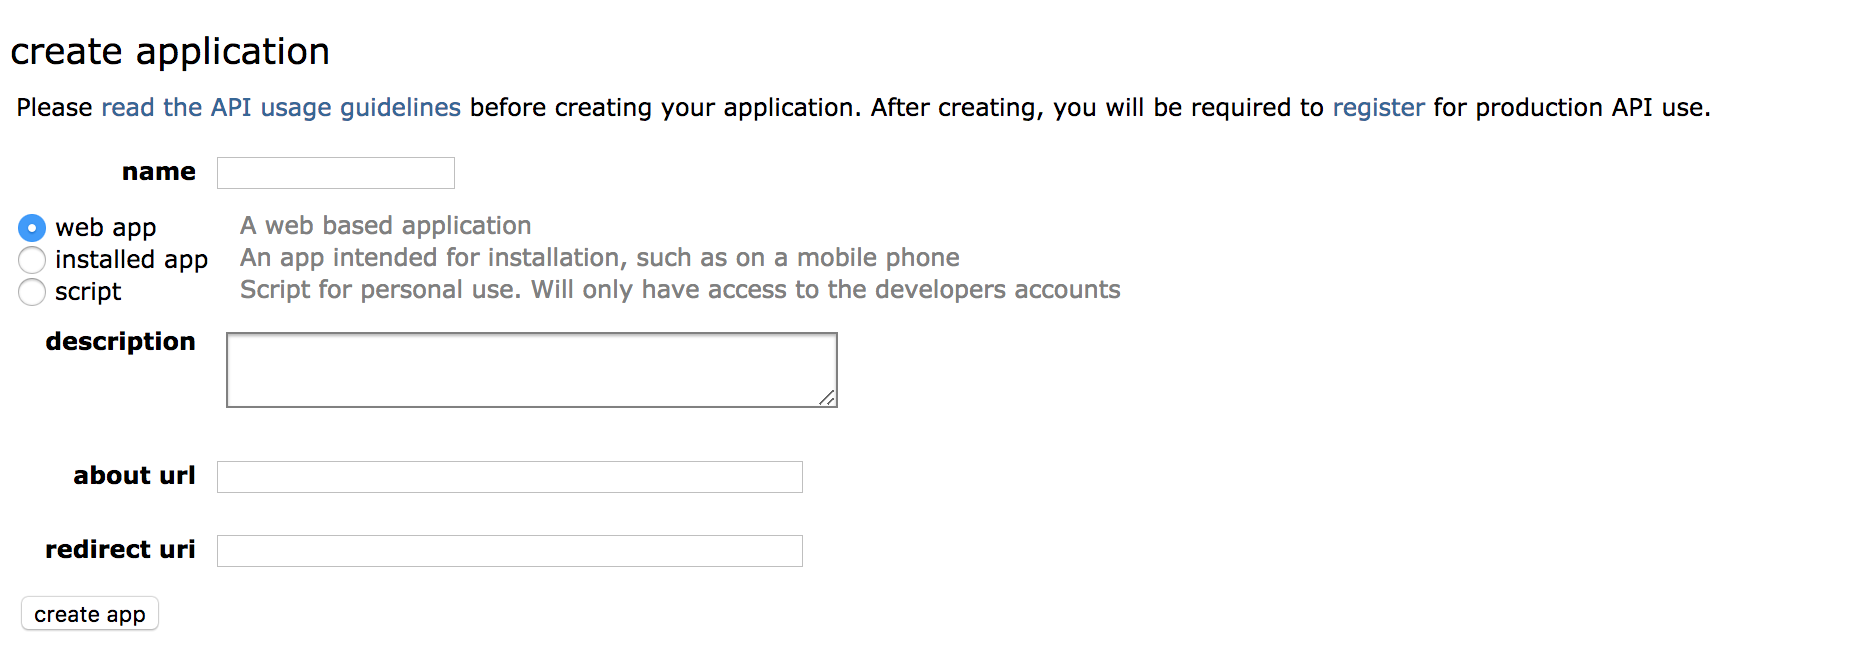 create application
Please read the API usage guidelines before creating your application. After creating, you will be required to register for production API use.
name
web app A web based application
installed app An app intended for installation, such as on a mobile phone
script Script for personal use. Will only have access to the developers accounts
description
about url
redirect uri
create app